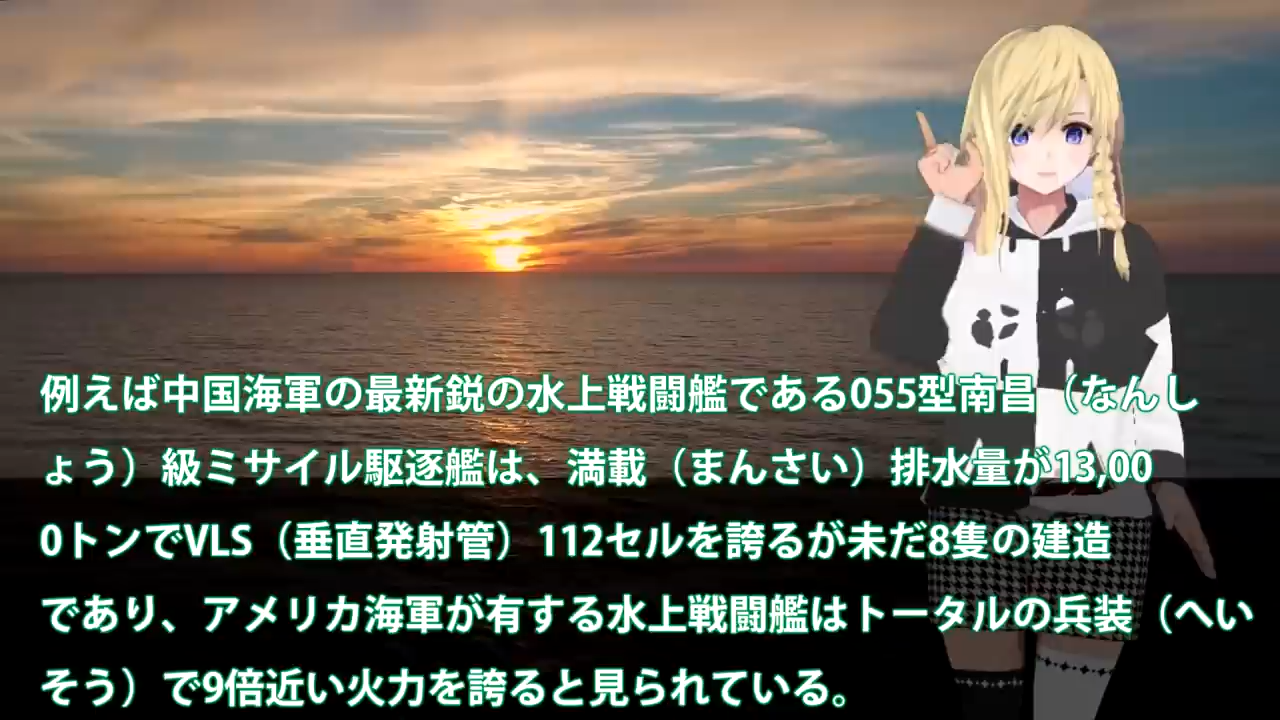 例えば中国海軍の最新鋭の水上戦闘艦である055型南昌（なんし
ょう）級ミサイル駆逐艦は、満載（まんさい）排水量が13,00
0トンでVLS（垂直発射管）112セルを誇るが未だ8隻の建造
であり、アメリカ海軍が有する水上戦闘艦はトータルの兵装（へい
そう）で9倍近い火力を誇ると見られている。